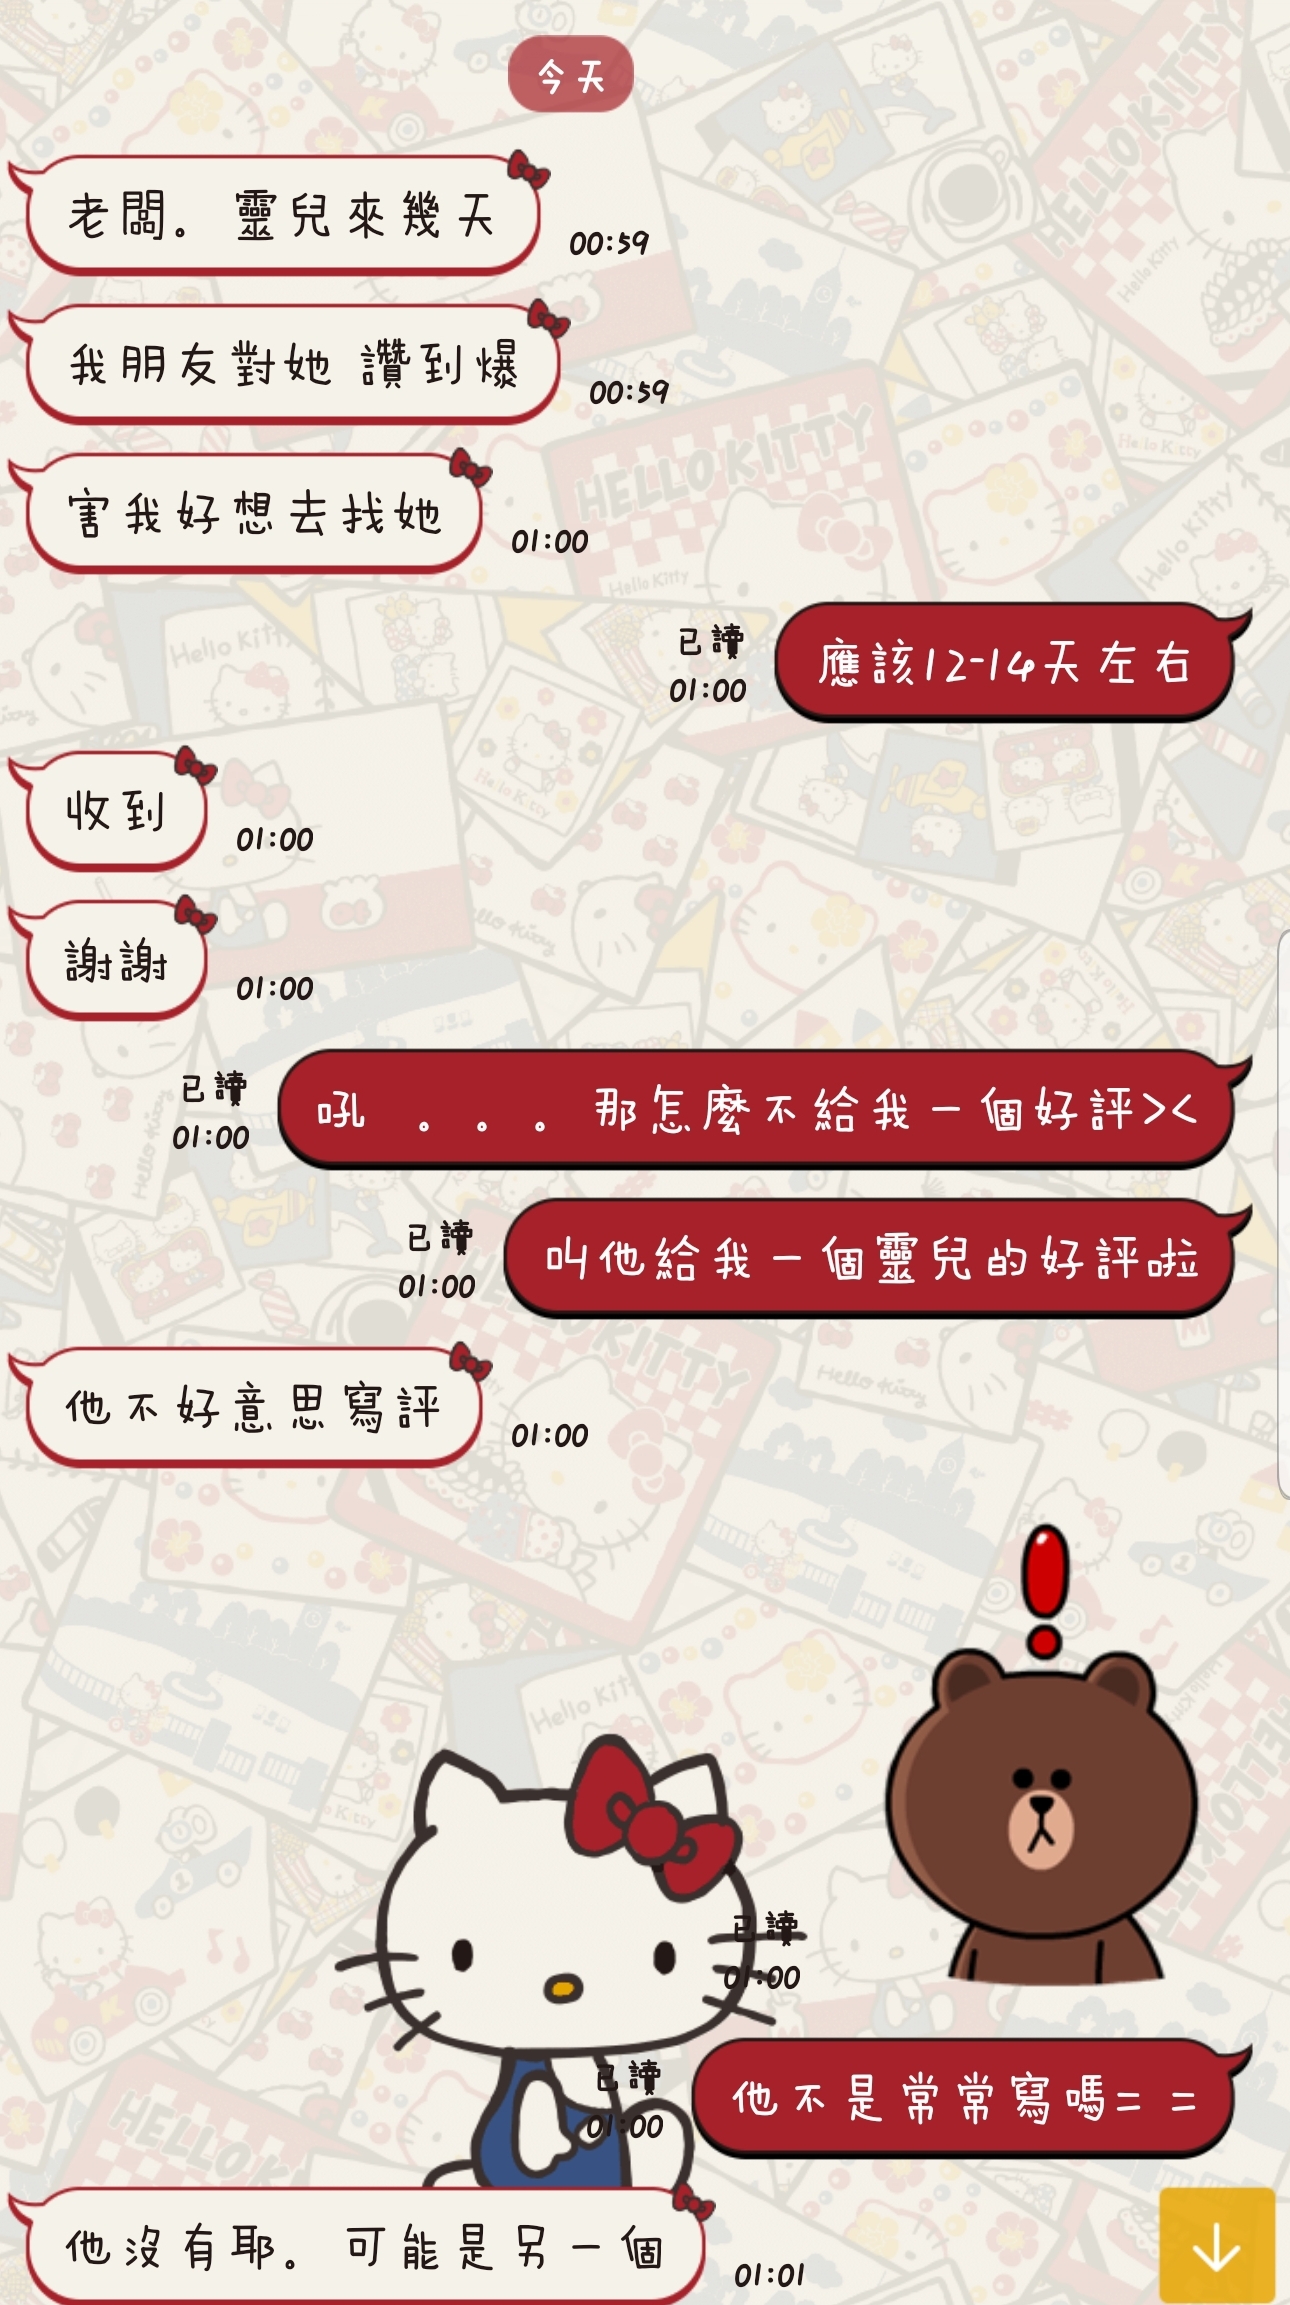 今天
老闆。 靈兒來幾天
00:59
我朋友對她 讚到爆
00:59
害我好想去找她
01:00
已讀
01:00
應該12-14天左右
收到
01:00
謝謝
01:00
已讀
01:00
吼 。。。那怎麼不給我一個好評><
已讀
01:00
叫他給我一個靈兒的好評啦
他不好意思寫評
01:00
已讀
01:00
已讀
01:00
他不是常常寫嗎= =
他沒有耶。 可能是另一個
01:01